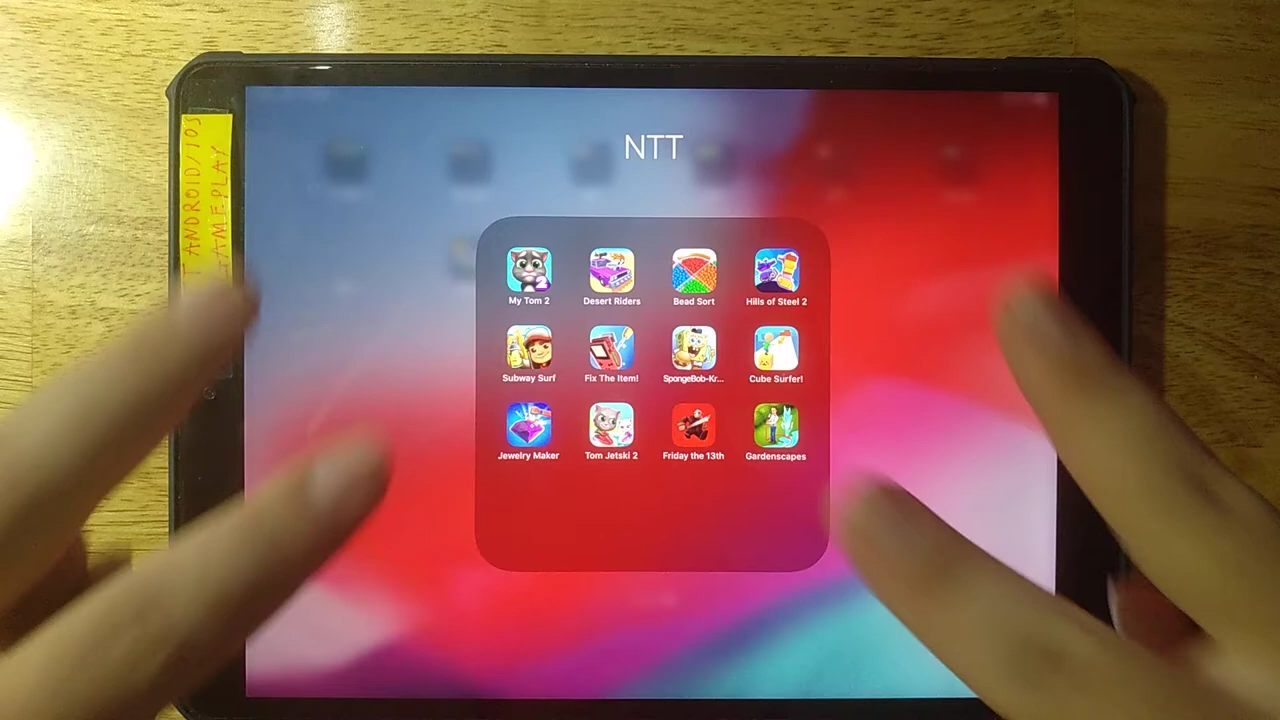 ANDROID/IOS
GAMEPLAY
NTT
My Tom 2
Desert Riders
Bead Sort
Hills of Steel 2
Subway Surf
Fix The Item!
SpongeBob-Kr...
Cube Surfer!
Jewelry Maker
Tom Jetski 2
Friday the 13th
Gardenscapes